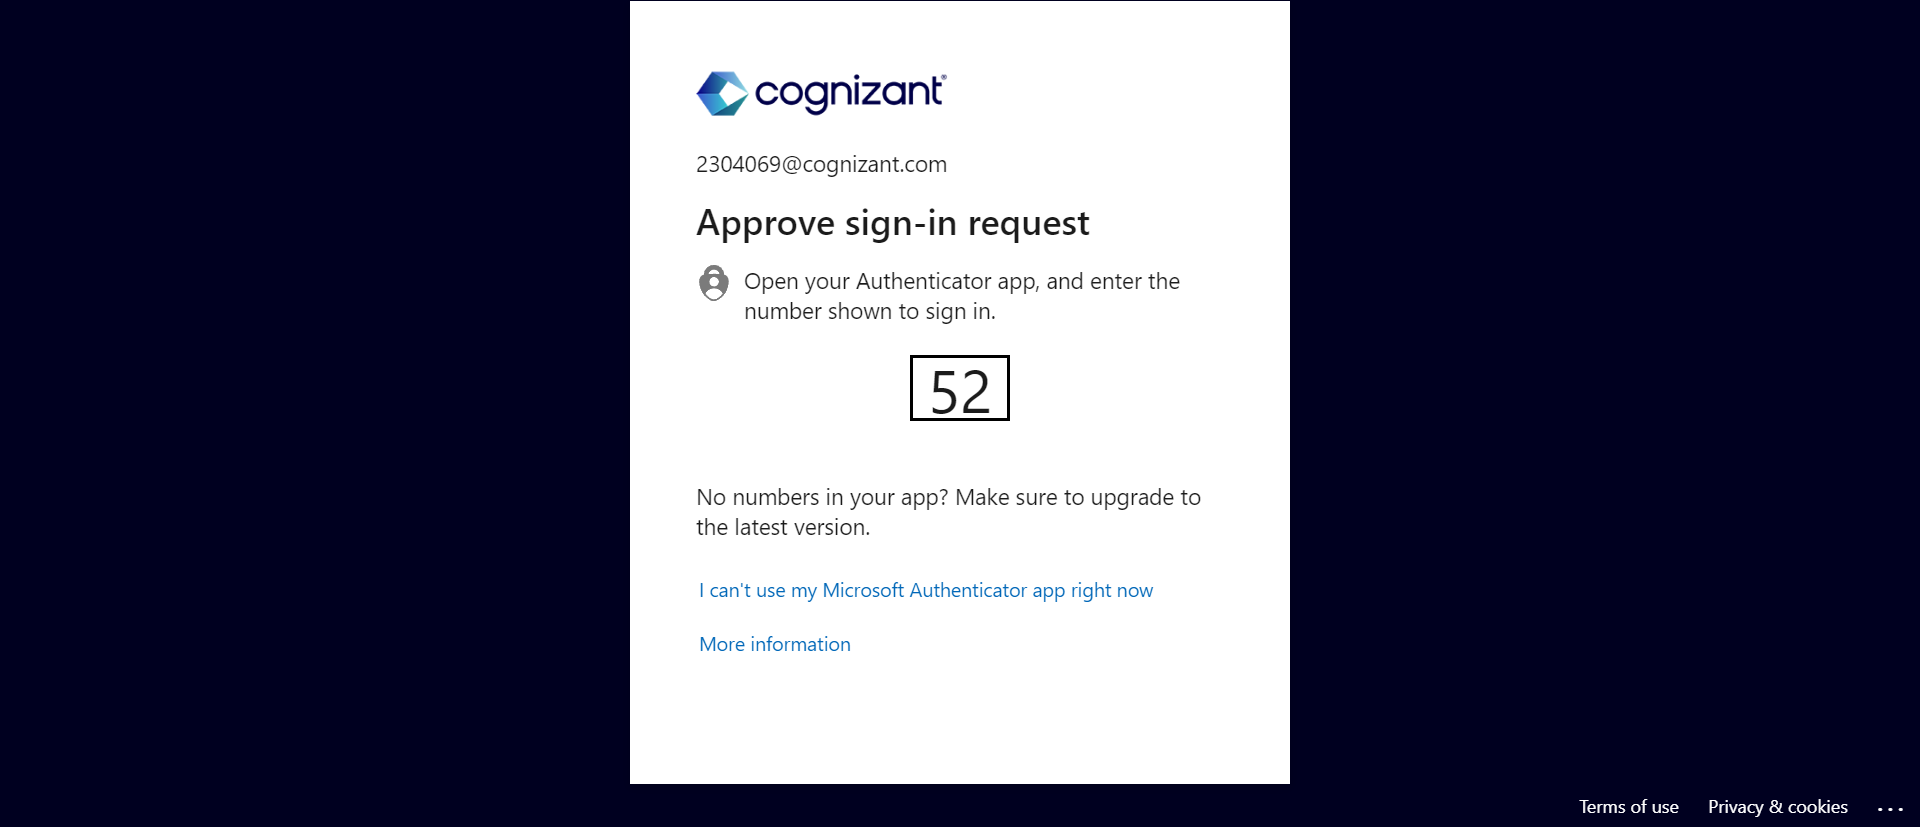 cognizant®
2304069@cognizant.com
Approve sign-in request
Open your Authenticator app, and enter the
number shown to sign in.
52
No numbers in your app? Make sure to upgrade to
the latest version.
I can't use my Microsoft Authenticator app right now
More information
Terms of use Privacy & cookies ...